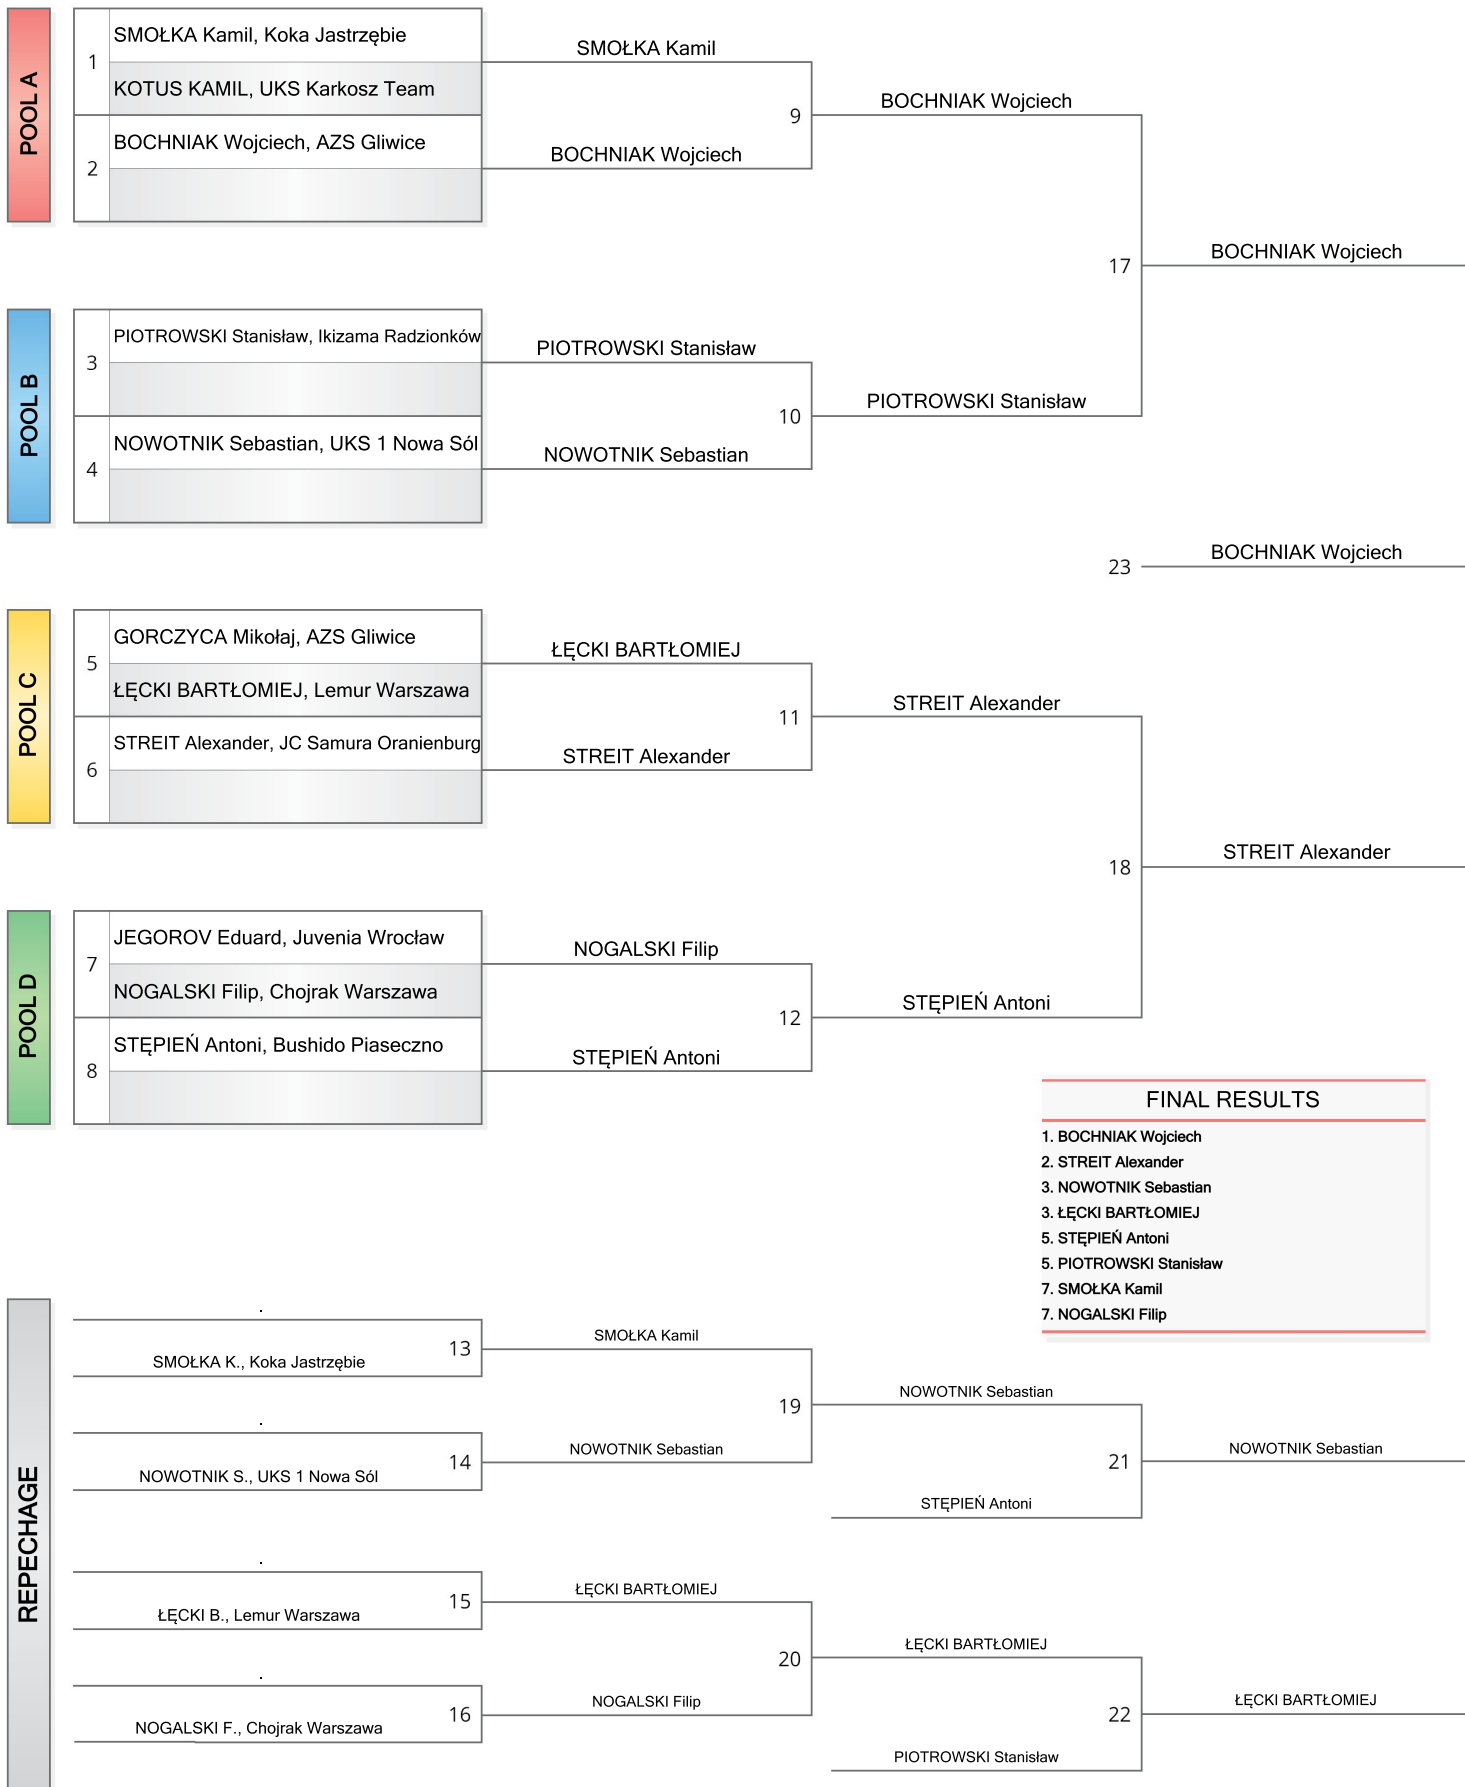 POOL A
1
SMOŁKA Kamil, Koka Jastrzębie
KOTUS KAMIL, UKS Karkosz Team
2
BOCHNIAK Wojciech, AZS Gliwice
SMOŁKA Kamil
BOCHNIAK Wojciech
9
BOCHNIAK Wojciech
17
BOCHNIAK Wojciech
POOL B
3
PIOTROWSKI Stanisław, Ikizama Radzionków
4
NOWOTNIK Sebastian, UKS 1 Nowa Sól
PIOTROWSKI Stanisław
NOWOTNIK Sebastian
10
PIOTROWSKI Stanisław
23
BOCHNIAK Wojciech
POOL C
5
GORCZYCA Mikołaj, AZS Gliwice
ŁĘCKI BARTŁOMIEJ, Lemur Warszawa
6
STREIT Alexander, JC Samura Oranienburg
ŁĘCKI BARTŁOMIEJ
STREIT Alexander
11
STREIT Alexander
18
STREIT Alexander
POOL D
7
JEGOROV Eduard, Juvenia Wrocław
NOGALSKI Filip, Chojrak Warszawa
8
STĘPIEŃ Antoni, Bushido Piaseczno
NOGALSKI Filip
STĘPIEŃ Antoni
12
STĘPIEŃ Antoni
FINAL RESULTS
1. BOCHNIAK Wojciech
2. STREIT Alexander
3. NOWOTNIK Sebastian
3. ŁĘCKI BARTŁOMIEJ
5. STĘPIEŃ Antoni
5. PIOTROWSKI Stanisław
7. SMOŁKA Kamil
7. NOGALSKI Filip
REPECHAGE
.
SMOŁKA K., Koka Jastrzębie
13
SMOŁKA Kamil
.
NOWOTNIK S., UKS 1 Nowa Sól
14
NOWOTNIK Sebastian
19
NOWOTNIK Sebastian
STĘPIEŃ Antoni
21
NOWOTNIK Sebastian
.
ŁĘCKI B., Lemur Warszawa
15
ŁĘCKI BARTŁOMIEJ
.
NOGALSKI F., Chojrak Warszawa
16
NOGALSKI Filip
20
ŁĘCKI BARTŁOMIEJ
PIOTROWSKI Stanisław
22
ŁĘCKI BARTŁOMIEJ